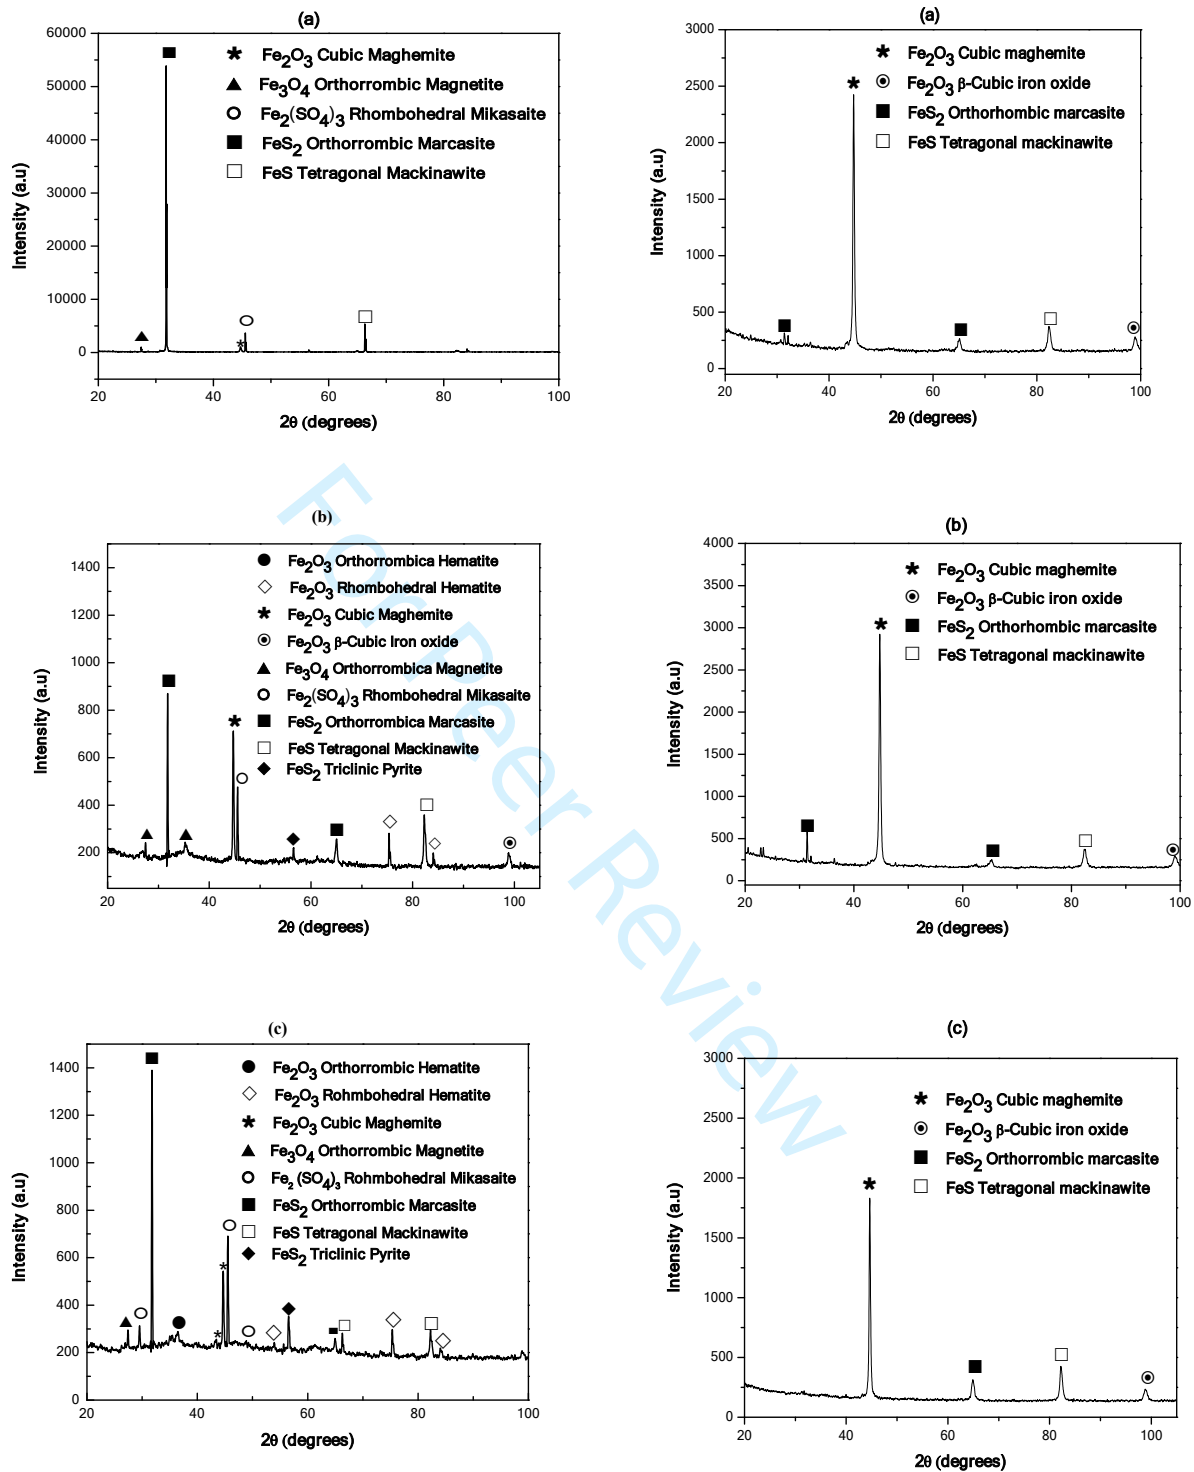 (a)
60000
50000
40000
30000
20000
10000
0
20 40 60 80 100
Intensity (a.u)
2θ (degrees)
Fe2O3 Cubic Maghemite
Fe3O4 Orthorrombic Magnetite
Fe2(SO4)3 Rhombohedral Mikasaite
FeS2 Orthorrombic Marcasite
FeS Tetragonal Mackinawite
(a)
3000
2500
2000
1500
1000
500
0
20 40 60 80 100
Intensity (a.u)
2θ (degrees)
Fe2O3 Cubic maghemite
Fe2O3 β-Cubic iron oxide
FeS2 Orthorhombic marcasite
FeS Tetragonal mackinawite
(b)
1400
1200
1000
800
600
400
200
20 40 60 80 100
Intensity (a.u)
2θ (degrees)
Fe2O3 Orthorrombica Hematite
Fe2O3 Rhombohedral Hematite
Fe2O3 Cubic Maghemite
Fe2O3 β-Cubic Iron oxide
Fe3O4 Orthorrombica Magnetite
Fe2(SO4)3 Rhombohedral Mikasaite
FeS2 Orthorrombica Marcasite
FeS Tetragonal Mackinawite
FeS2 Triclinic Pyrite
(b)
4000
3500
3000
2500
2000
1500
1000
500
0
20 40 60 80 100
Intensity (a.u)
2θ (degrees)
Fe2O3 Cubic maghemite
Fe2O3 β-Cubic iron oxide
FeS2 Orthorhombic marcasite
FeS Tetragonal mackinawite
(c)
1400
1200
1000
800
600
400
200
0
20 40 60 80 100
Intensity (a.u)
2θ (degrees)
Fe2O3 Orthorrombic Hematite
Fe2O3 Rohmbohedral Hematite
Fe2O3 Cubic Maghemite
Fe3O4 Orthorrombic Magnetite
Fe2 (SO4)3 Rohmbohedral Mikasaite
FeS2 Orthorrombic Marcasite
FeS Tetragonal Mackinawite
FeS2 Triclinic Pyrite
(c)
3000
2500
2000
1500
1000
500
0
20 40 60 80 100
Intensity (a.u)
2θ (degrees)
Fe2O3 Cubic maghemite
Fe2O3 β-Cubic iron oxide
FeS2 Orthorrombic marcasite
FeS Tetragonal mackinawite
For Peer Review